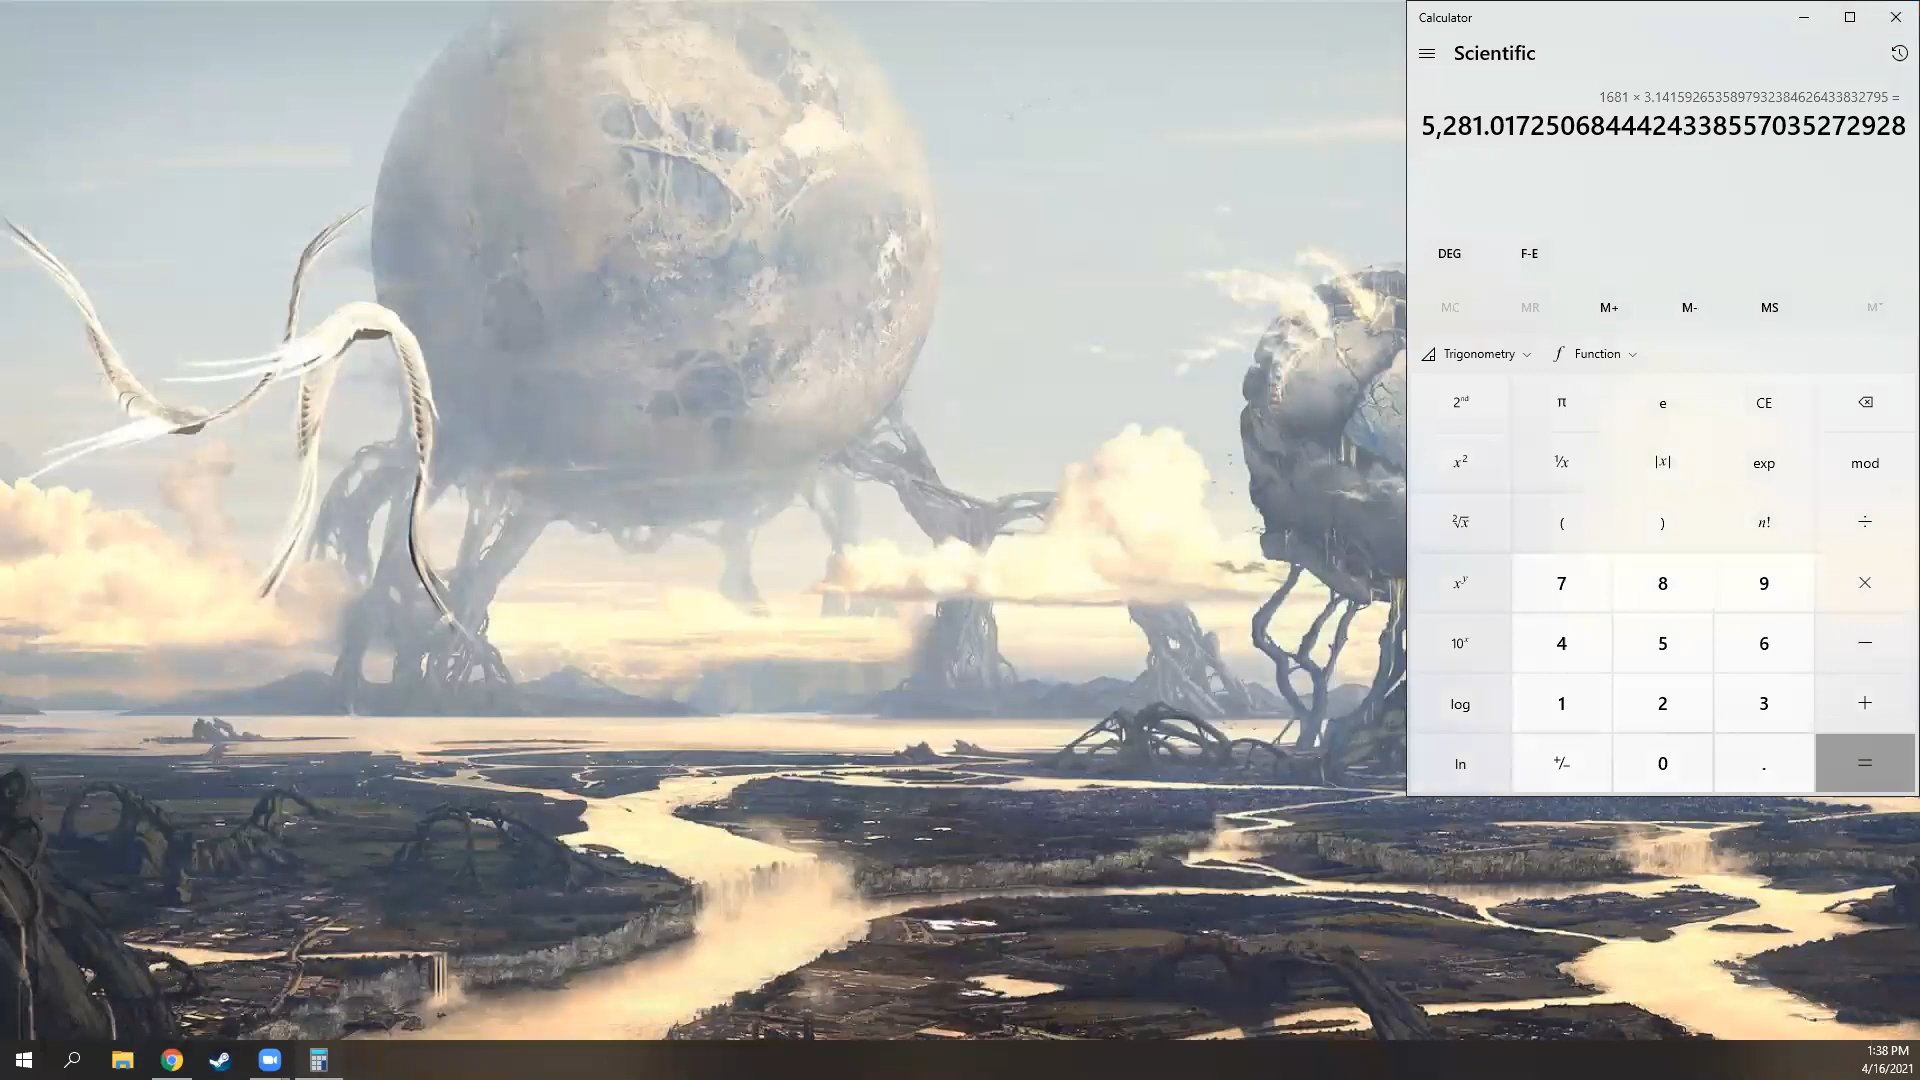 Calculator
Scientific
1681 × 3.1415926535897932384626433832795 =
5,281.0172506844424338557035272928
DEG F-E
MC MR M+ M- MS M˅
Trigonometry f Function
2ⁿᵈ π e CE
x² ¹/x |x| exp mod
²√x ( ) n! ÷
xʸ 7 8 9 ×
10ˣ 4 5 6 −
log 1 2 3 +
ln +/− 0 . =
1:38 PM
4/16/2021